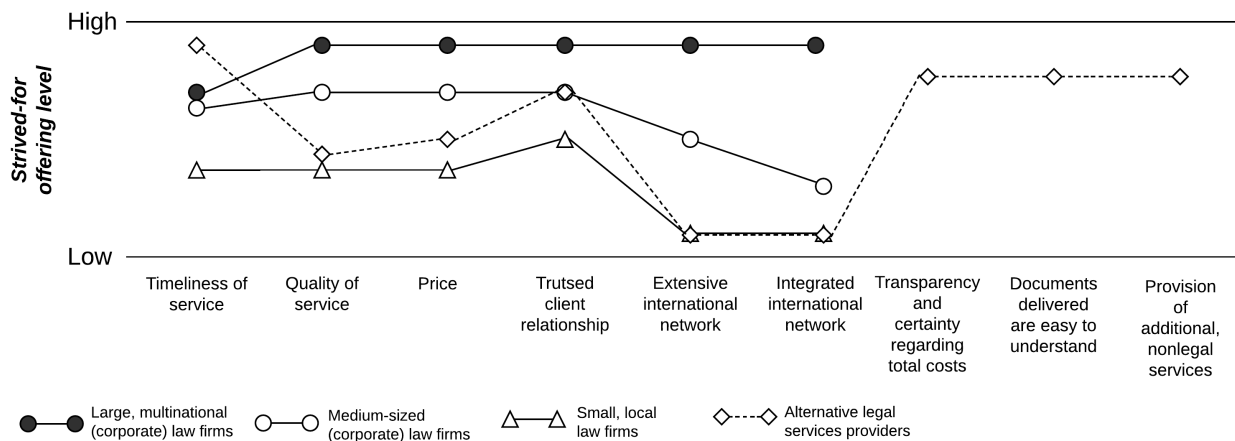 High
Strived-for
offering level
Low
Timeliness of
service
Quality of
service
Price
Trutsed
client
relationship
Extensive
international
network
Integrated
international
network
Transparency
and
certainty
regarding
total costs
Documents
delivered
are easy to
understand
Provision
of
additional,
nonlegal
services
Large, multinational
(corporate) law firms
Medium-sized
(corporate) law firms
Small, local
law firms
Alternative legal
services providers